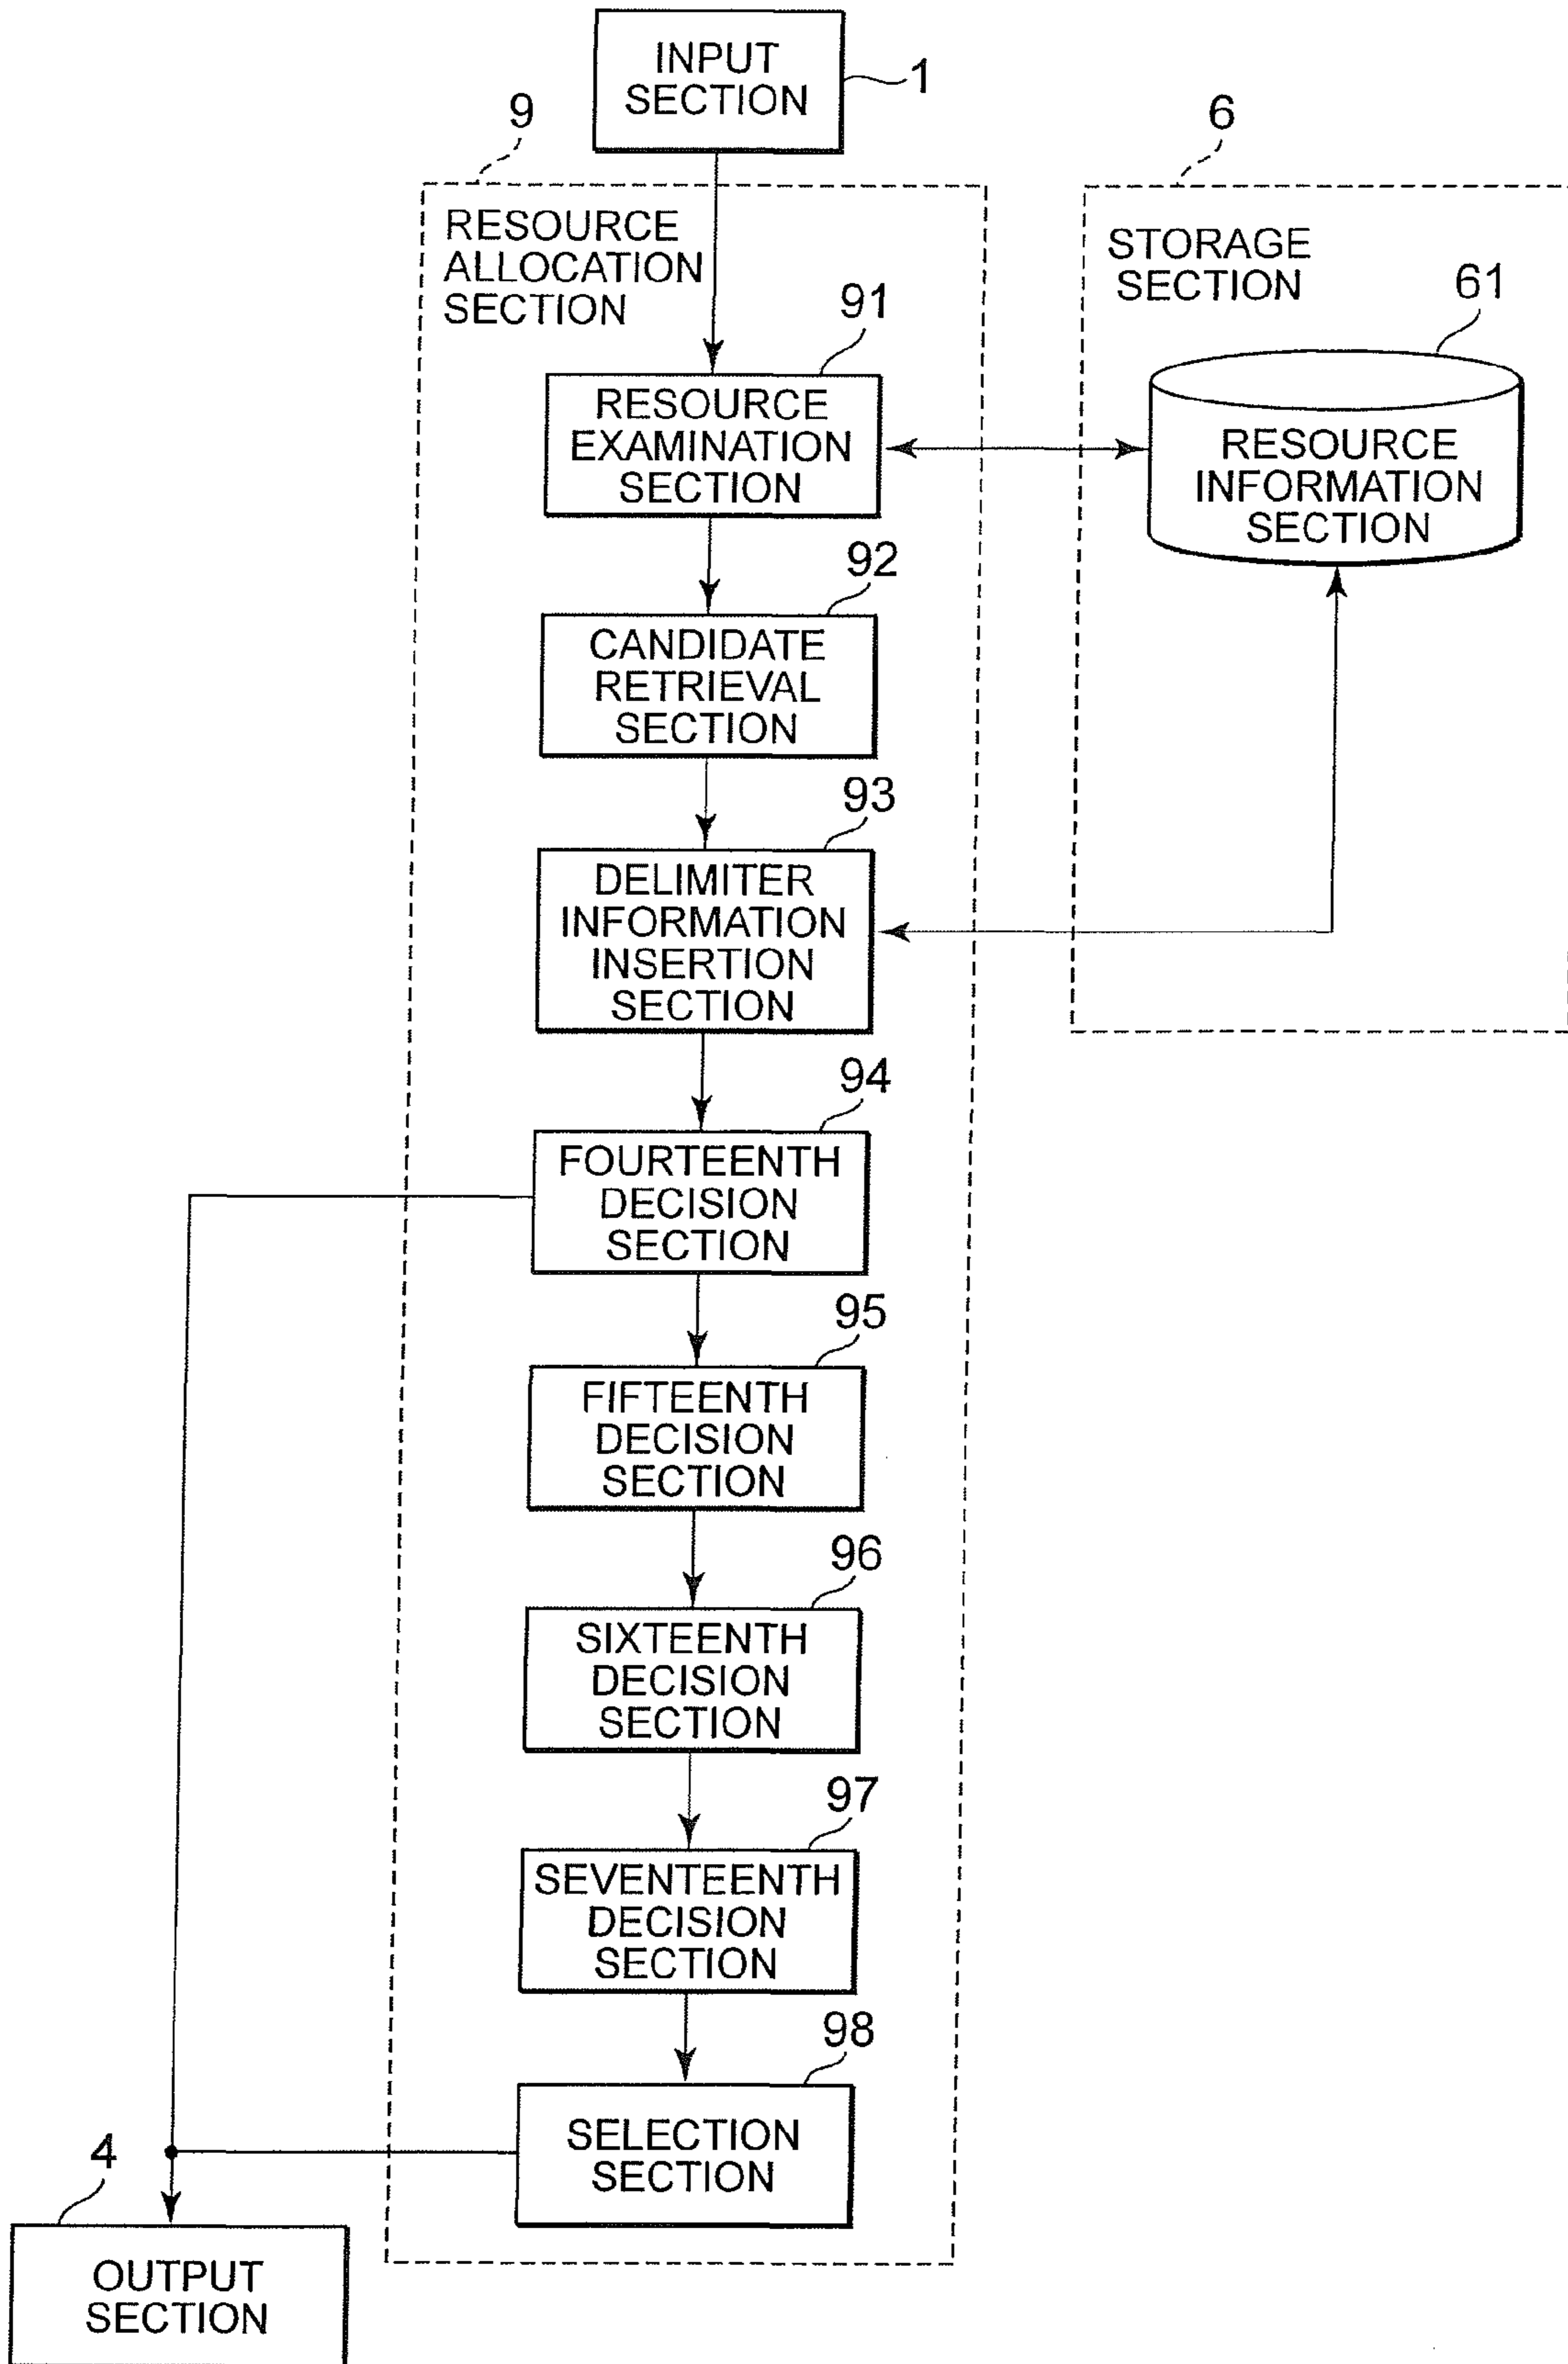 INPUT
SECTION
1
9
6
RESOURCE
ALLOCATION
SECTION
STORAGE
SECTION
91
61
RESOURCE
EXAMINATION
SECTION
RESOURCE
INFORMATION
SECTION
92
CANDIDATE
RETRIEVAL
SECTION
93
DELIMITER
INFORMATION
INSERTION
SECTION
94
FOURTEENTH
DECISION
SECTION
95
FIFTEENTH
DECISION
SECTION
96
SIXTEENTH
DECISION
SECTION
97
SEVENTEENTH
DECISION
SECTION
98
SELECTION
SECTION
4
OUTPUT
SECTION